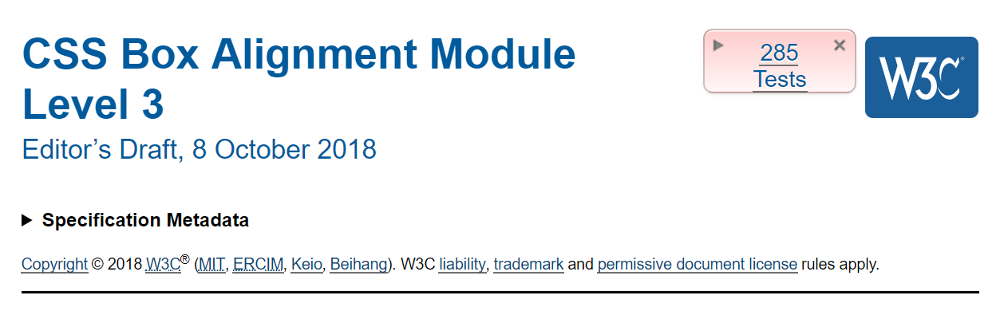 CSS Box Alignment Module
Level 3
Editor’s Draft, 8 October 2018
285
Tests
W3C®
Specification Metadata
Copyright © 2018 W3C® (MIT, ERCIM, Keio, Beihang). W3C liability, trademark and permissive document license rules apply.